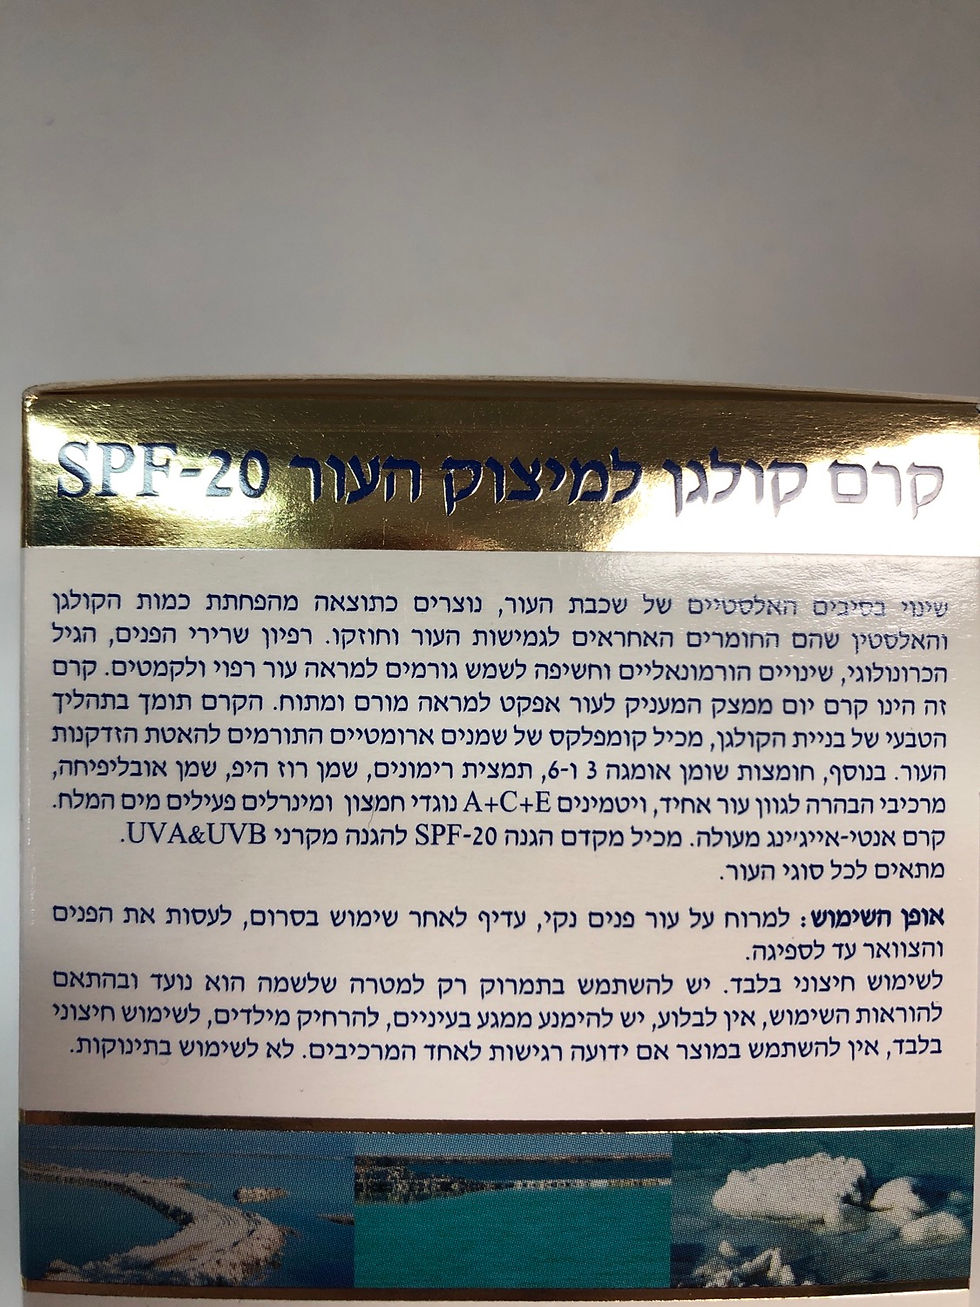 קרם קולגן למיצוק העור SPF-20
שינוי בסיבים האלסטיים של שכבת העור, נוצרים כתוצאה מהפחתת כמות הקולגן
והאלסטין שהם החומרים האחראים לגמישות העור וחוזקו. רפיון שרירי הפנים, הגיל
הכרונולוגי, שינויים הורמונאליים וחשיפה לשמש גורמים למראה עור רפוי ולקמטים. קרם
זה הינו קרם יום ממצק המעניק לעור אפקט למראה מורם ומתוח. הקרם תומך בתהליך
הטבעי של בניית הקולגן, מכיל קומפלקס של שמנים ארומטיים התורמים להאטת הזדקנות
העור. בנוסף, חומצות שומן אומגה 3 ו-6, תמצית רימונים, שמן רוז היפ, שמן אובליפיחה,
מרכיבי הבהרה לגוון עור אחיד, ויטמינים A+C+E נוגדי חמצון ומינרלים פעילים מים המלח.
קרם אנטי-אייג׳ינג מעולה. מכיל מקדם הגנה SPF-20 להגנה מקרני UVA&UVB.
מתאים לכל סוגי העור.
אופן השימוש: למרוח על עור פנים נקי, עדיף לאחר שימוש בסרום, לעסות את הפנים
והצוואר עד לספיגה.
לשימוש חיצוני בלבד. יש להשתמש בתמרוק רק למטרה שלשמה הוא נועד ובהתאם
להוראות השימוש, אין לבלוע, יש להימנע ממגע בעיניים, להרחיק מילדים, לשימוש חיצוני
בלבד, אין להשתמש במוצר אם ידועה רגישות לאחד המרכיבים. לא לשימוש בתינוקות.